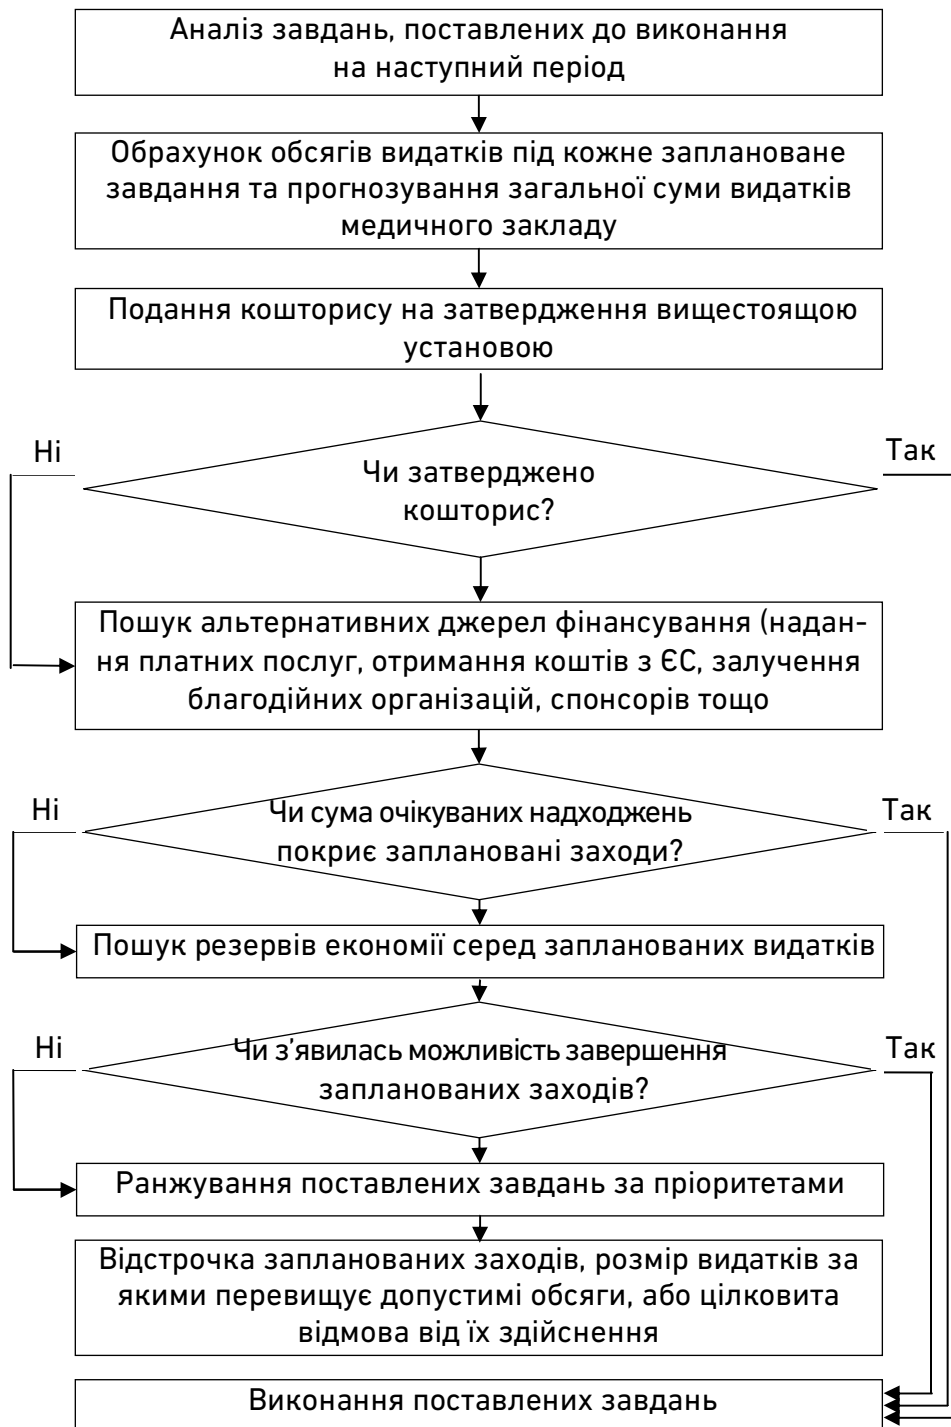 Аналіз завдань, поставлених до виконання
на наступний період
Обрахунок обсягів видатків під кожне заплановане
завдання та прогнозування загальної суми видатків
медичного закладу
Подання кошторису на затвердження вищестоящою
установою
Ні
Так
Чи затверджено
кошторис?
Пошук альтернативних джерел фінансування (надан-
ня платних послуг, отримання коштів з ЄС, залучення
благодійних організацій, спонсорів тощо
Ні
Так
Чи сума очікуваних надходжень
покриє заплановані заходи?
Пошук резервів економії серед запланованих видатків
Ні
Так
Чи з’явилась можливість завершення
запланованих заходів?
Ранжування поставлених завдань за пріоритетами
Відстрочка запланованих заходів, розмір видатків за
якими перевищує допустимі обсяги, або цілковита
відмова від їх здійснення
Виконання поставлених завдань